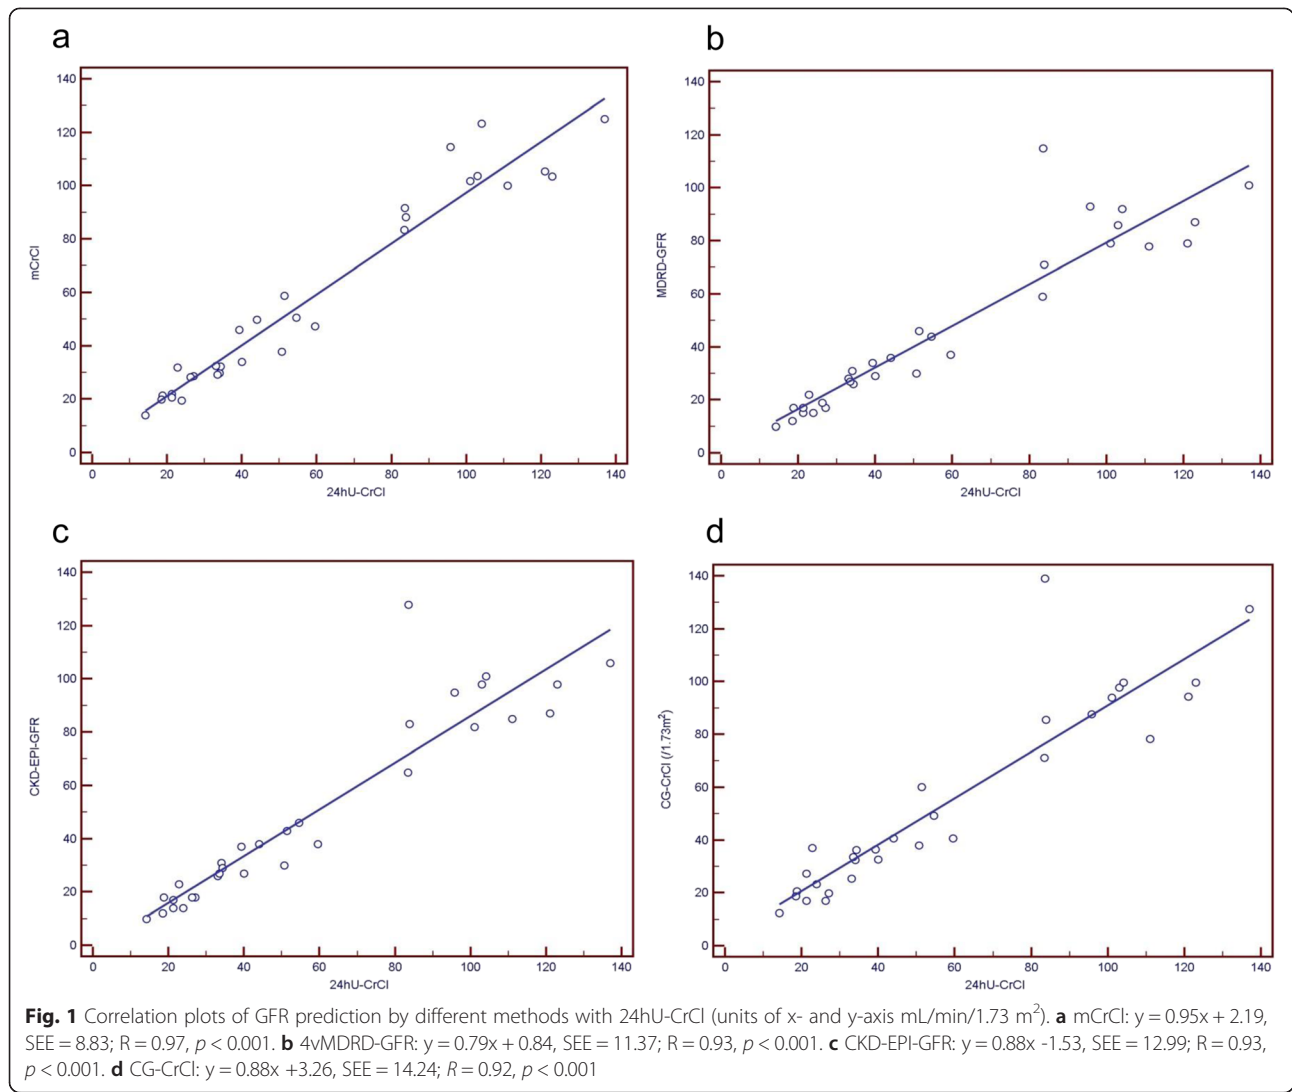 a
140
120
100
80
60
40
20
0
mCrCl
0 20 40 60 80 100 120 140
24hU-CrCl
b
140
120
100
80
60
40
20
0
MDRD-GFR
0 20 40 60 80 100 120 140
24hU-CrCl
c
140
120
100
80
60
40
20
0
CKD-EPI-GFR
0 20 40 60 80 100 120 140
24hU-CrCl
d
140
120
100
80
60
40
20
0
CG-CrCl (/1.73m²)
0 20 40 60 80 100 120 140
24hU-CrCl
Fig. 1 Correlation plots of GFR prediction by different methods with 24hU-CrCl (units of x- and y-axis mL/min/1.73 m²). a mCrCl: y = 0.95x + 2.19,
SEE = 8.83; R = 0.97, p < 0.001. b 4vMDRD-GFR: y = 0.79x + 0.84, SEE = 11.37; R = 0.93, p < 0.001. c CKD-EPI-GFR: y = 0.88x -1.53, SEE = 12.99; R = 0.93,
p < 0.001. d CG-CrCl: y = 0.88x +3.26, SEE = 14.24; R = 0.92, p < 0.001